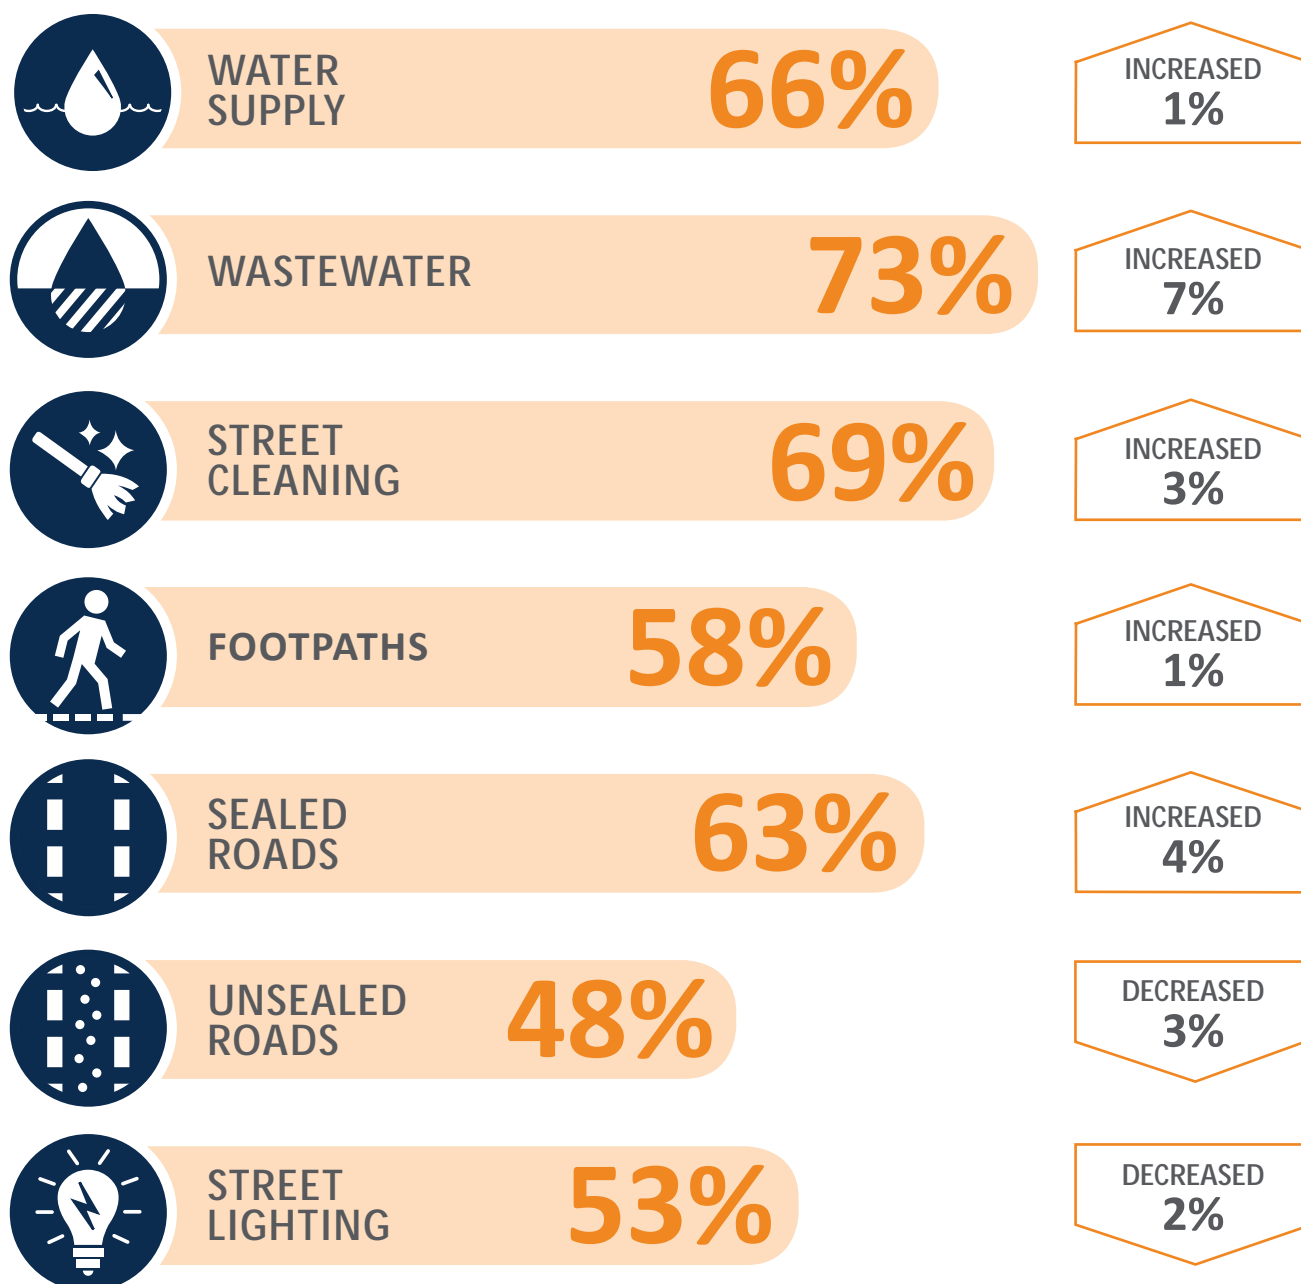 WATER
SUPPLY
66%
INCREASED
1%
WASTEWATER
73%
INCREASED
7%
STREET
CLEANING
69%
INCREASED
3%
FOOTPATHS
58%
INCREASED
1%
SEALED
ROADS
63%
INCREASED
4%
UNSEALED
ROADS
48%
DECREASED
3%
STREET
LIGHTING
53%
DECREASED
2%